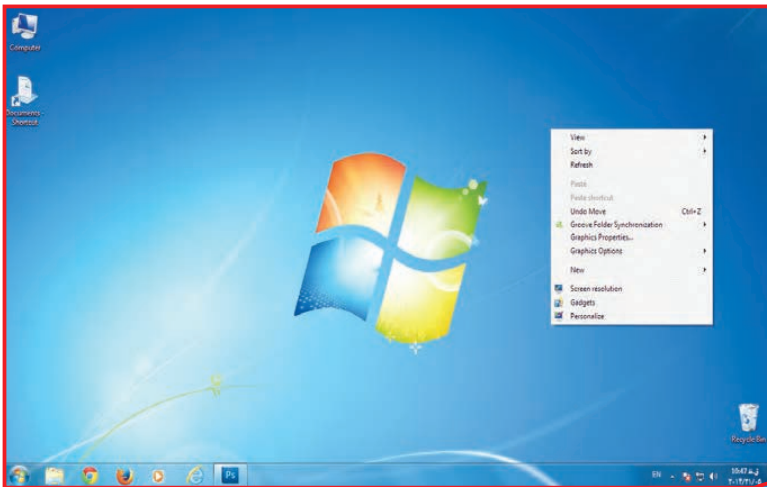 Computer
Documents - Shortcut
View
Sort by
Refresh
Paste
Paste shortcut
Undo Move Ctrl+Z
Groove Folder Synchronization
Graphics Properties...
Graphics Options
New
Screen resolution
Gadgets
Personalize
Recycle Bin
Ps
EN
10:47